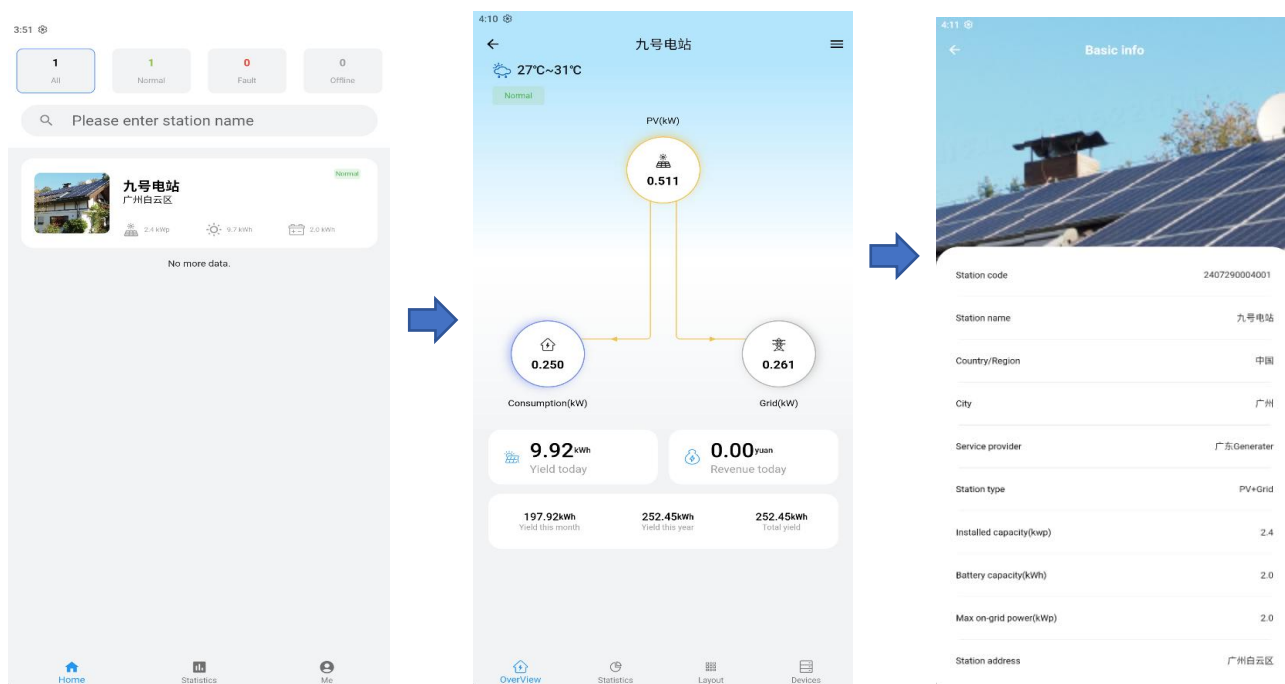 3:51
1 1 0 0
All Normal Fault Offline
Please enter station name
九号电站
Normal
广州白云区
2.4 kWp 9.7 kWh 2.0 kWh
No more data.
Home Statistics Me
4:10
九号电站
27℃~31℃
Normal
PV(kW)
0.511
0.250
0.261
Consumption(kW) Grid(kW)
9.92kWh
Yield today
0.00yuan
Revenue today
197.92kWh 252.45kWh 252.45kWh
Yield this month Yield this year Total yield
OverView Statistics Layout Devices
4:11
Basic info
Station code 2407290004001
Station name 九号电站
Country/Region 中国
City 广州
Service provider 广东Generater
Station type PV+Grid
Installed capacity(kwp) 2.4
Battery capacity(kWh) 2.0
Max on-grid power(kWp) 2.0
Station address 广州白云区